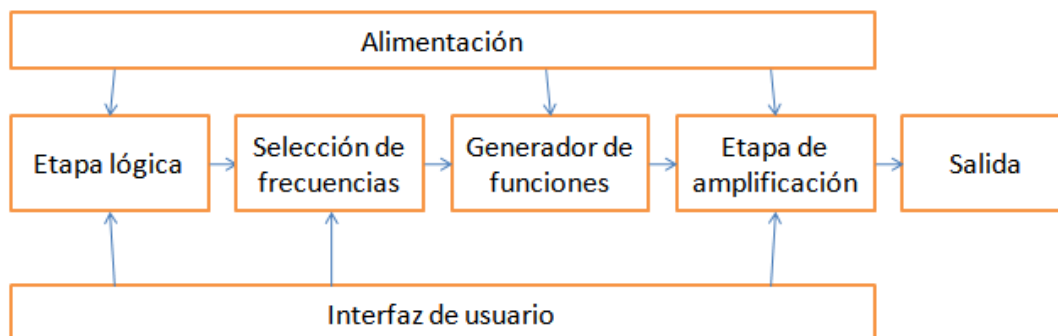 Alimentación
Etapa lógica
Selección de
frecuencias
Generador de
funciones
Etapa de
amplificación
Salida
Interfaz de usuario